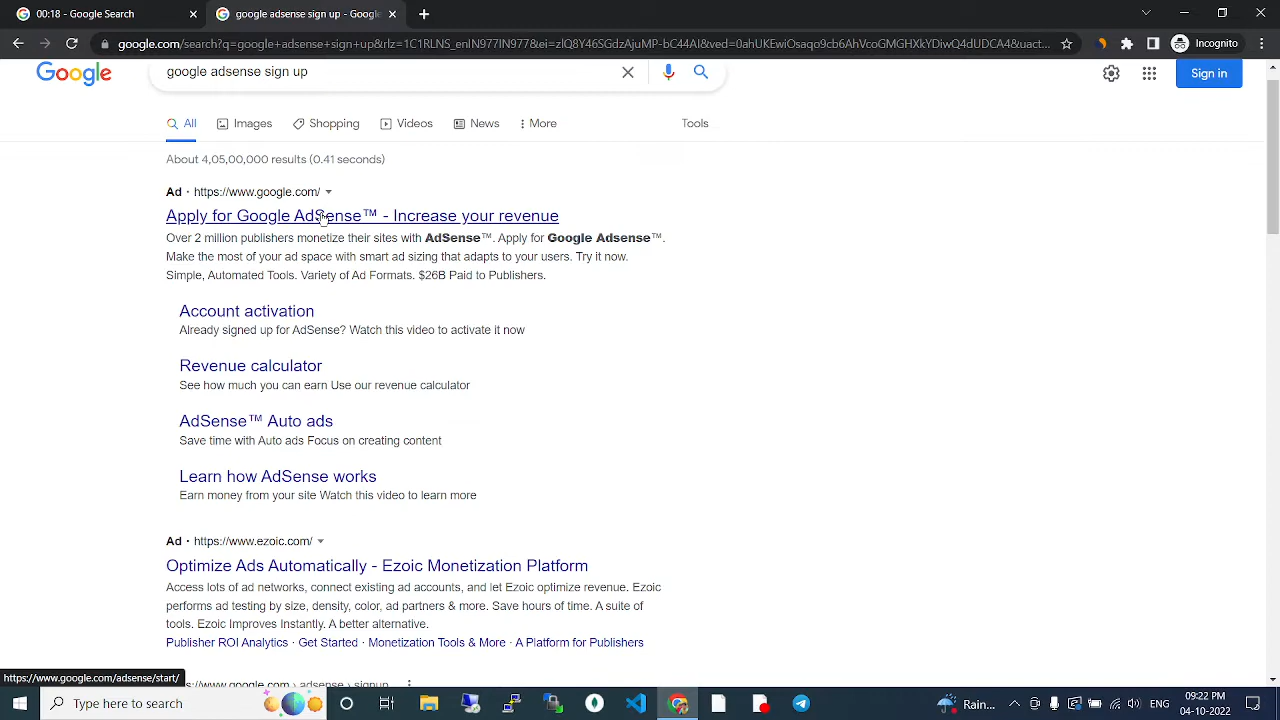 00:18 - Google Search
google adsense sign up - Google
google.com/search?q=google+adsense+sign+up&rlz=1C1RLNS_enIN977IN977&ei=zlQ8Y46SGdzAjuMP-bC44AI&ved=0ahUKEwiOsaqo9cb6AhVcoGMGHXkYDiwQ4dUDCA4&uact...
Incognito
Google
google adsense sign up
Sign in
All
Images
Shopping
Videos
News
More
Tools
About 4,05,00,000 results (0.41 seconds)
Ad · https://www.google.com/
Apply for Google AdSense™ - Increase your revenue
Over 2 million publishers monetize their sites with AdSense™. Apply for Google Adsense™.
Make the most of your ad space with smart ad sizing that adapts to your users. Try it now.
Simple, Automated Tools. Variety of Ad Formats. $26B Paid to Publishers.
Account activation
Already signed up for AdSense? Watch this video to activate it now
Revenue calculator
See how much you can earn Use our revenue calculator
AdSense™ Auto ads
Save time with Auto ads Focus on creating content
Learn how AdSense works
Earn money from your site Watch this video to learn more
Ad · https://www.ezoic.com/
Optimize Ads Automatically - Ezoic Monetization Platform
Access lots of ad networks, connect existing ad accounts, and let Ezoic optimize revenue. Ezoic
performs ad testing by size, density, color, ad partners & more. Save hours of time. A suite of
tools. Ezoic Improves Instantly. A better alternative.
Publisher ROI Analytics · Get Started · Monetization Tools & More · A Platform for Publishers
https://www.google.com/adsense/start/
s://www.google.com › adsense › signup
Type here to search
Rain...
ENG
09:22 PM
04-10-2022